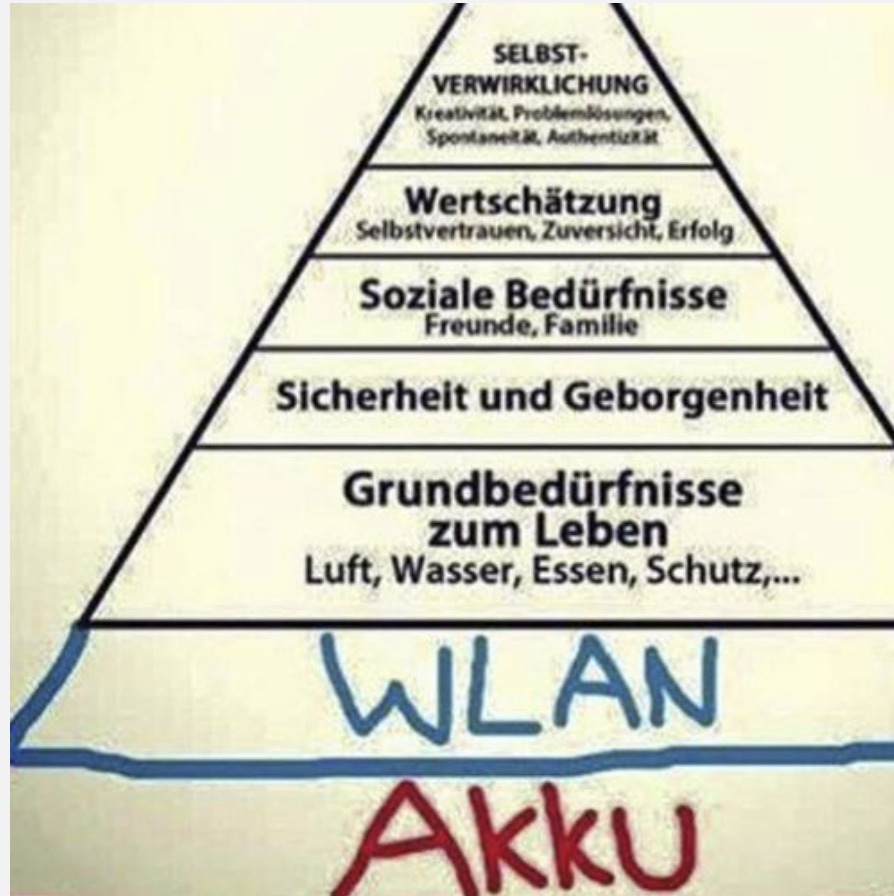 SELBST-
VERWIRKLICHUNG
Kreativität, Problemlösungen,
Spontaneität, Authentizität
Wertschätzung
Selbstvertrauen, Zuversicht, Erfolg
Soziale Bedürfnisse
Freunde, Familie
Sicherheit und Geborgenheit
Grundbedürfnisse
zum Leben
Luft, Wasser, Essen, Schutz,...
WLAN
Akku